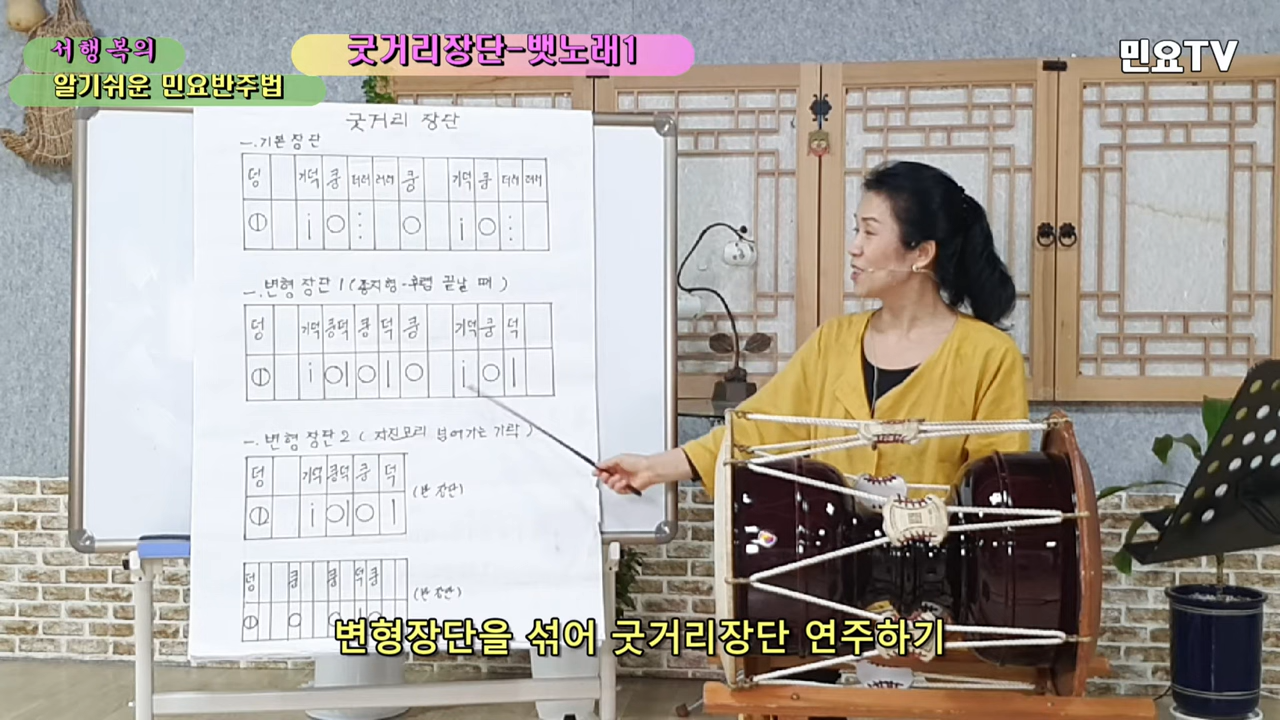 서행복의
알기쉬운 민요반주법
굿거리장단-뱃노래1
민요TV
굿거리 장단
一. 기본 장단
덩 기덕 쿵 더러 러러 쿵 기덕 쿵 더러 러러
一. 변형 장단 1 (종지형-후렴 끝날 때)
덩 기덕 쿵덕 쿵 덕 쿵 기덕 쿵 덕
一. 변형 장단 2 (자진모리 넘어가는 가락)
덩 기덕 쿵덕 쿵 덕
(반 장단)
덩 쿵 쿵 덕 쿵
(반 장단)
변형장단을 섞어 굿거리장단 연주하기